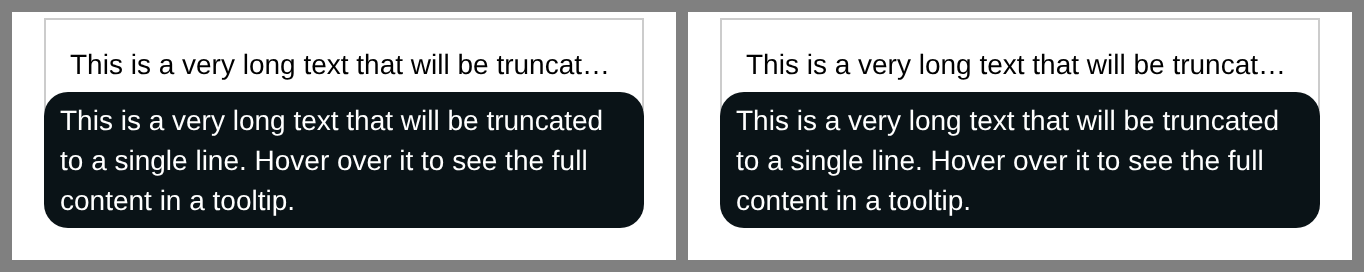 This is a very long text that will be truncat…
This is a very long text that will be truncated
to a single line. Hover over it to see the full
content in a tooltip.
This is a very long text that will be truncat…
This is a very long text that will be truncated
to a single line. Hover over it to see the full
content in a tooltip.